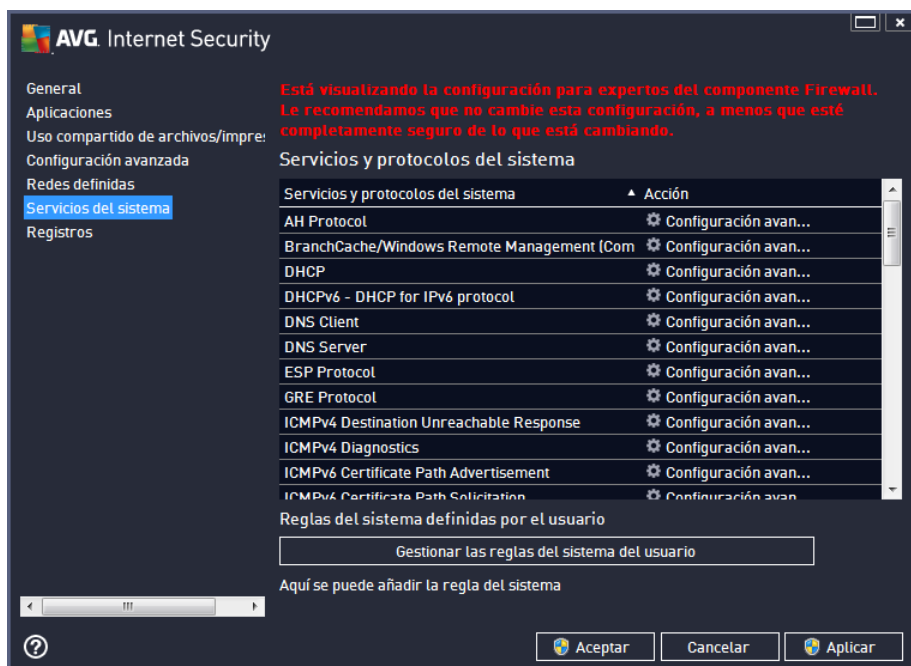 AVG. Internet Security
General
Aplicaciones
Uso compartido de archivos/impres
Configuración avanzada
Redes definidas
Servicios del sistema
Registros
Está visualizando la configuración para expertos del componente Firewall.
Le recomendamos que no cambie esta configuración, a menos que esté
completamente seguro de lo que está cambiando.
Servicios y protocolos del sistema
Servicios y protocolos del sistema Acción
AH Protocol Configuración avan...
BranchCache/Windows Remote Management (Com Configuración avan...
DHCP Configuración avan...
DHCPv6 - DHCP for IPv6 protocol Configuración avan...
DNS Client Configuración avan...
DNS Server Configuración avan...
ESP Protocol Configuración avan...
GRE Protocol Configuración avan...
ICMPv4 Destination Unreachable Response Configuración avan...
ICMPv4 Diagnostics Configuración avan...
ICMPv6 Certificate Path Advertisement Configuración avan...
ICMPv6 Certificate Path Solicitation Configuración avan
Reglas del sistema definidas por el usuario
Gestionar las reglas del sistema del usuario
Aquí se puede añadir la regla del sistema
Aceptar Cancelar Aplicar